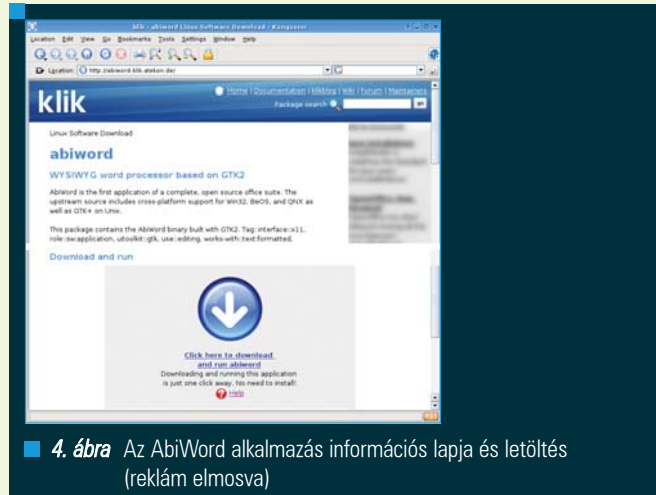 klik - abiword Linux Software Download - Konqueror
Location Edit View Go Bookmarks Tools Settings Window Help
Location: http://abiword.klik.atekon.de/
klik
Home | Documentation | klikblog | Wiki | Forum | Maintainers
Package search
Linux Software Download
abiword
WYSIWYG word processor based on GTK2
AbiWord is the first application of a complete, open source office suite. The
upstream source includes cross-platform support for Win32, BeOS, and QNX as
well as GTK+ on Unix.
This package contains the AbiWord binary built with GTK2. Tag: interface::x11,
role::sw:application, uitoolkit::gtk, use::editing, works-with::text:formatted.
Download and run
Click here to download
and run abiword
Downloading and running this application
is just one click away. No need to install!
Help
4. ábra Az AbiWord alkalmazás információs lapja és letöltés
(reklám elmosva)